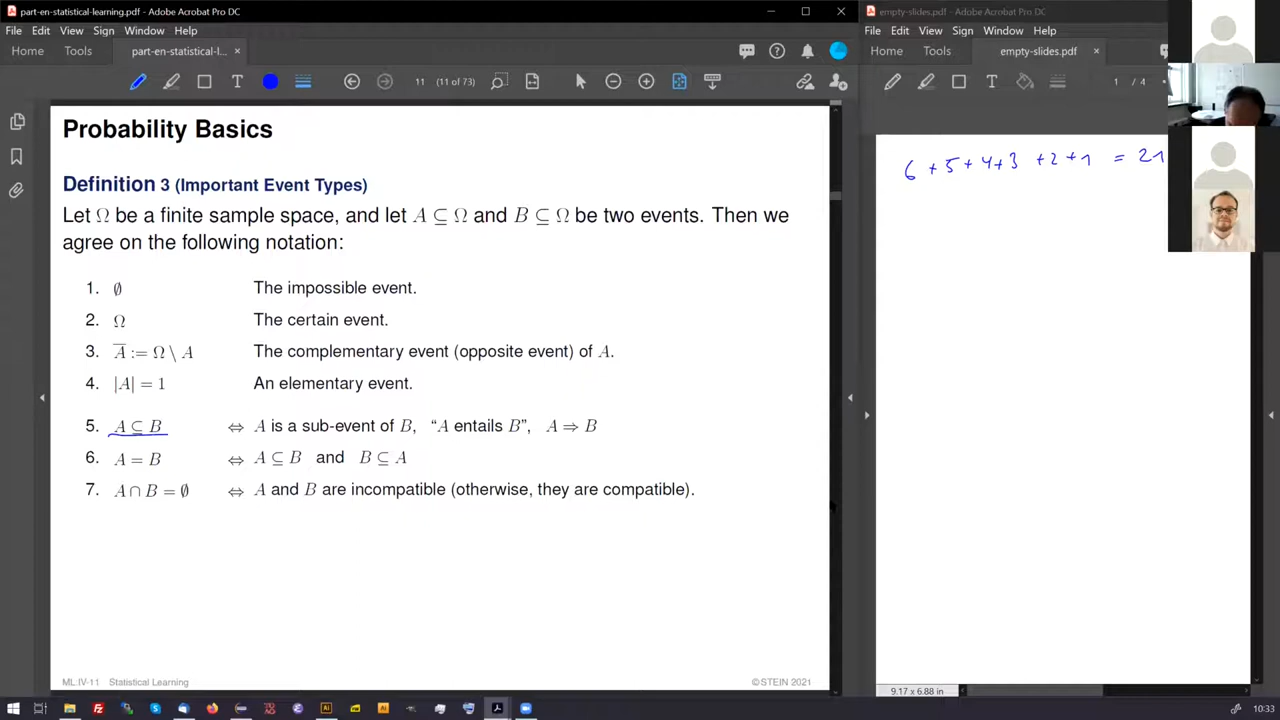 part-en-statistical-learning.pdf - Adobe Acrobat Pro DC
File Edit View Sign Window Help
Home Tools part-en-statistical-l... ×
11 (11 of 73)
Probability Basics
Definition 3 (Important Event Types)
Let Ω be a finite sample space, and let A ⊆ Ω and B ⊆ Ω be two events. Then we
agree on the following notation:
1. ∅ The impossible event.
2. Ω The certain event.
3. A̅ := Ω \ A The complementary event (opposite event) of A.
4. |A| = 1 An elementary event.
5. A ⊆ B ⇔ A is a sub-event of B, “A entails B”, A ⇒ B
6. A = B ⇔ A ⊆ B and B ⊆ A
7. A ∩ B = ∅ ⇔ A and B are incompatible (otherwise, they are compatible).
ML:IV-11 Statistical Learning ©STEIN 2021
empty-slides.pdf - Adobe Acrobat Pro DC
File Edit View Sign Window Help
Home Tools empty-slides.pdf ×
1 / 4
6 + 5 + 4 + 3 + 2 + 1 = 21
9.17 x 6.88 in
10:33